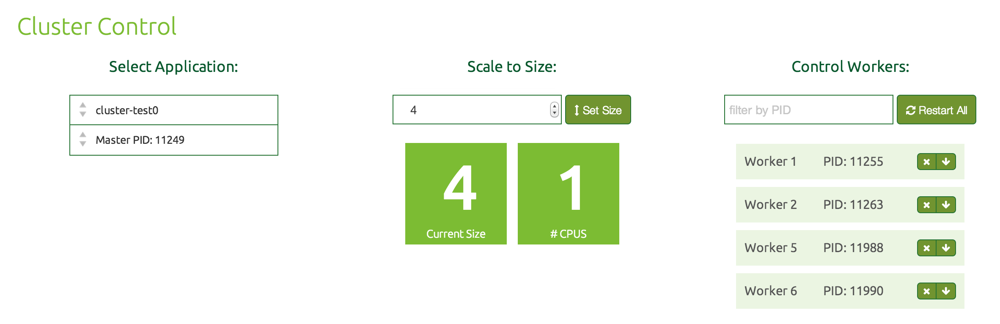 Cluster Control
Select Application:
cluster-test0
Master PID: 11249
Scale to Size:
4
Set Size
4
Current Size
1
# CPUS
Control Workers:
filter by PID
Restart All
Worker 1 PID: 11255
Worker 2 PID: 11263
Worker 5 PID: 11988
Worker 6 PID: 11990